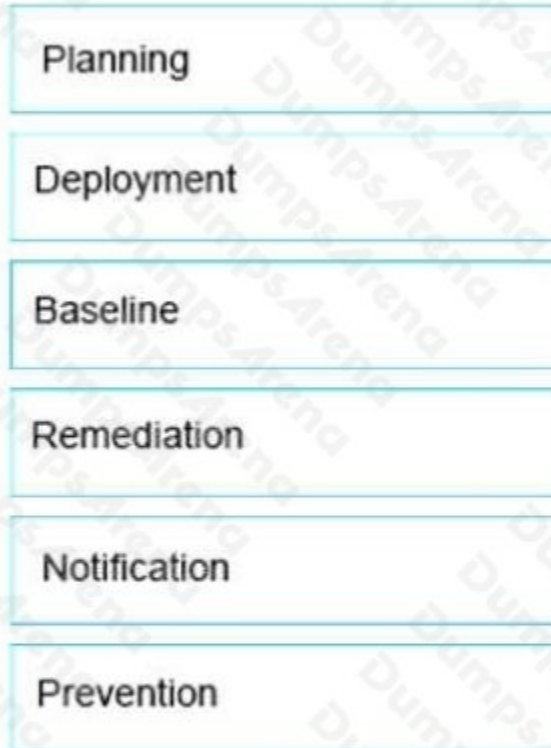 Planning
Deployment
Baseline
Remediation
Notification
Prevention